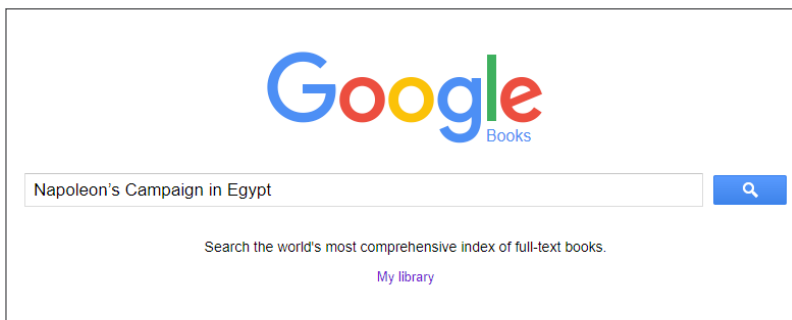 Google
Books
Napoleon’s Campaign in Egypt
Search the world's most comprehensive index of full-text books.
My library